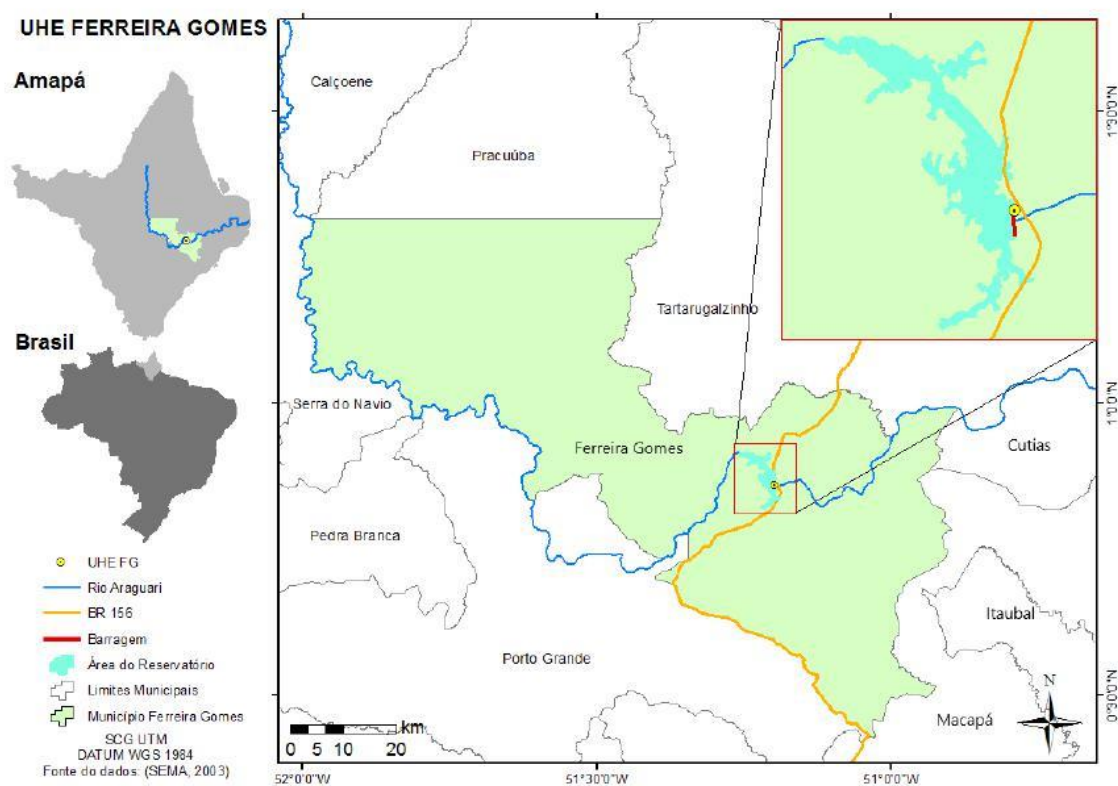 UHE FERREIRA GOMES
Amapá
Brasil
UHE FG
Rio Araguari
BR 156
Barragem
Área do Reservatório
Limites Municipais
Município Ferreira Gomes
SCG UTM
DATUM WGS 1984
Fonte do dados: (SEMA, 2003)
Calçoene
Pracuúba
Tartarugalzinho
Serra do Navio
Ferreira Gomes
Cutias
Pedra Branca
Itaubal
Porto Grande
Macapá
N
km
0 5 10 20
52°0'0"W
51°30'0"W
51°0'0"W
1°30'0"N
1°0'0"N
0°30'0"N